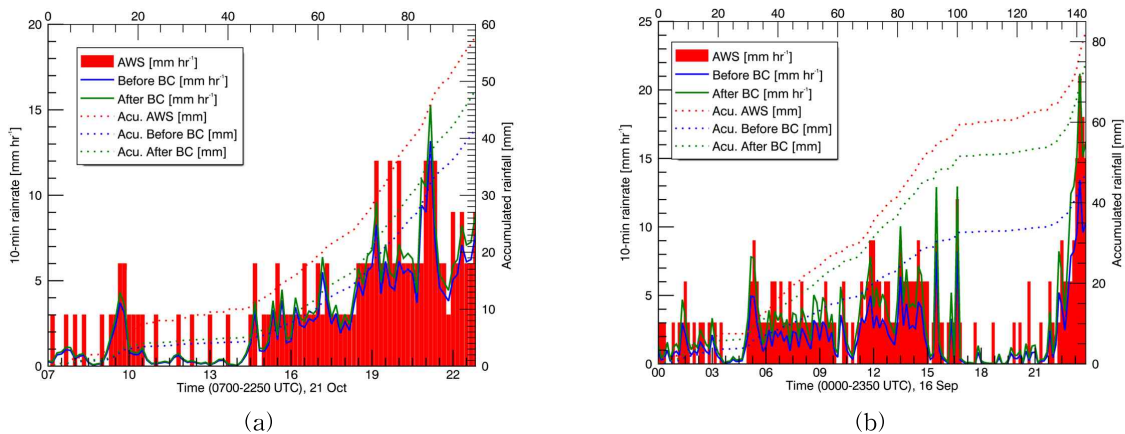 0 20 40 60 80
20 15 10 5 0
10-min rainrate [mm hr⁻¹]
AWS [mm hr⁻¹]
Before BC [mm hr⁻¹]
After BC [mm hr⁻¹]
Acu. AWS [mm]
Acu. Before BC [mm]
Acu. After BC [mm]
60 50 40 30 20 10 0
Accumulated rainfall [mm]
07 10 13 16 19 22
Time (0700-2250 UTC), 21 Oct
(a)
0 20 40 60 80 100 120 140
25 20 15 10 5 0
10-min rainrate [mm hr⁻¹]
AWS [mm hr⁻¹]
Before BC [mm hr⁻¹]
After BC [mm hr⁻¹]
Acu. AWS [mm]
Acu. Before BC [mm]
Acu. After BC [mm]
80 60 40 20 0
Accumulated rainfall [mm]
00 03 06 09 12 15 18 21
Time (0000-2350 UTC), 16 Sep
(b)